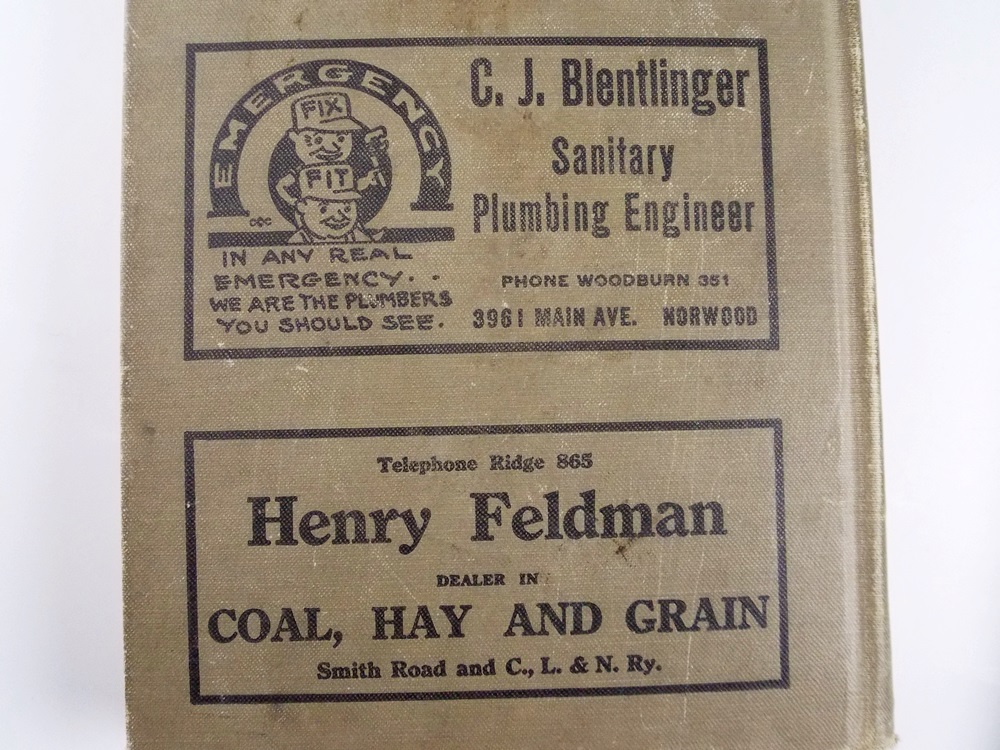 EMERGENCY
FIX
FIT
IN ANY REAL
EMERGENCY. .
WE ARE THE PLUMBERS
YOU SHOULD SEE.
C. J. Blentlinger
Sanitary
Plumbing Engineer
PHONE WOODBURN 351
3961 MAIN AVE. NORWOOD
Telephone Ridge 865
Henry Feldman
DEALER IN
COAL, HAY AND GRAIN
Smith Road and C., L. & N. Ry.